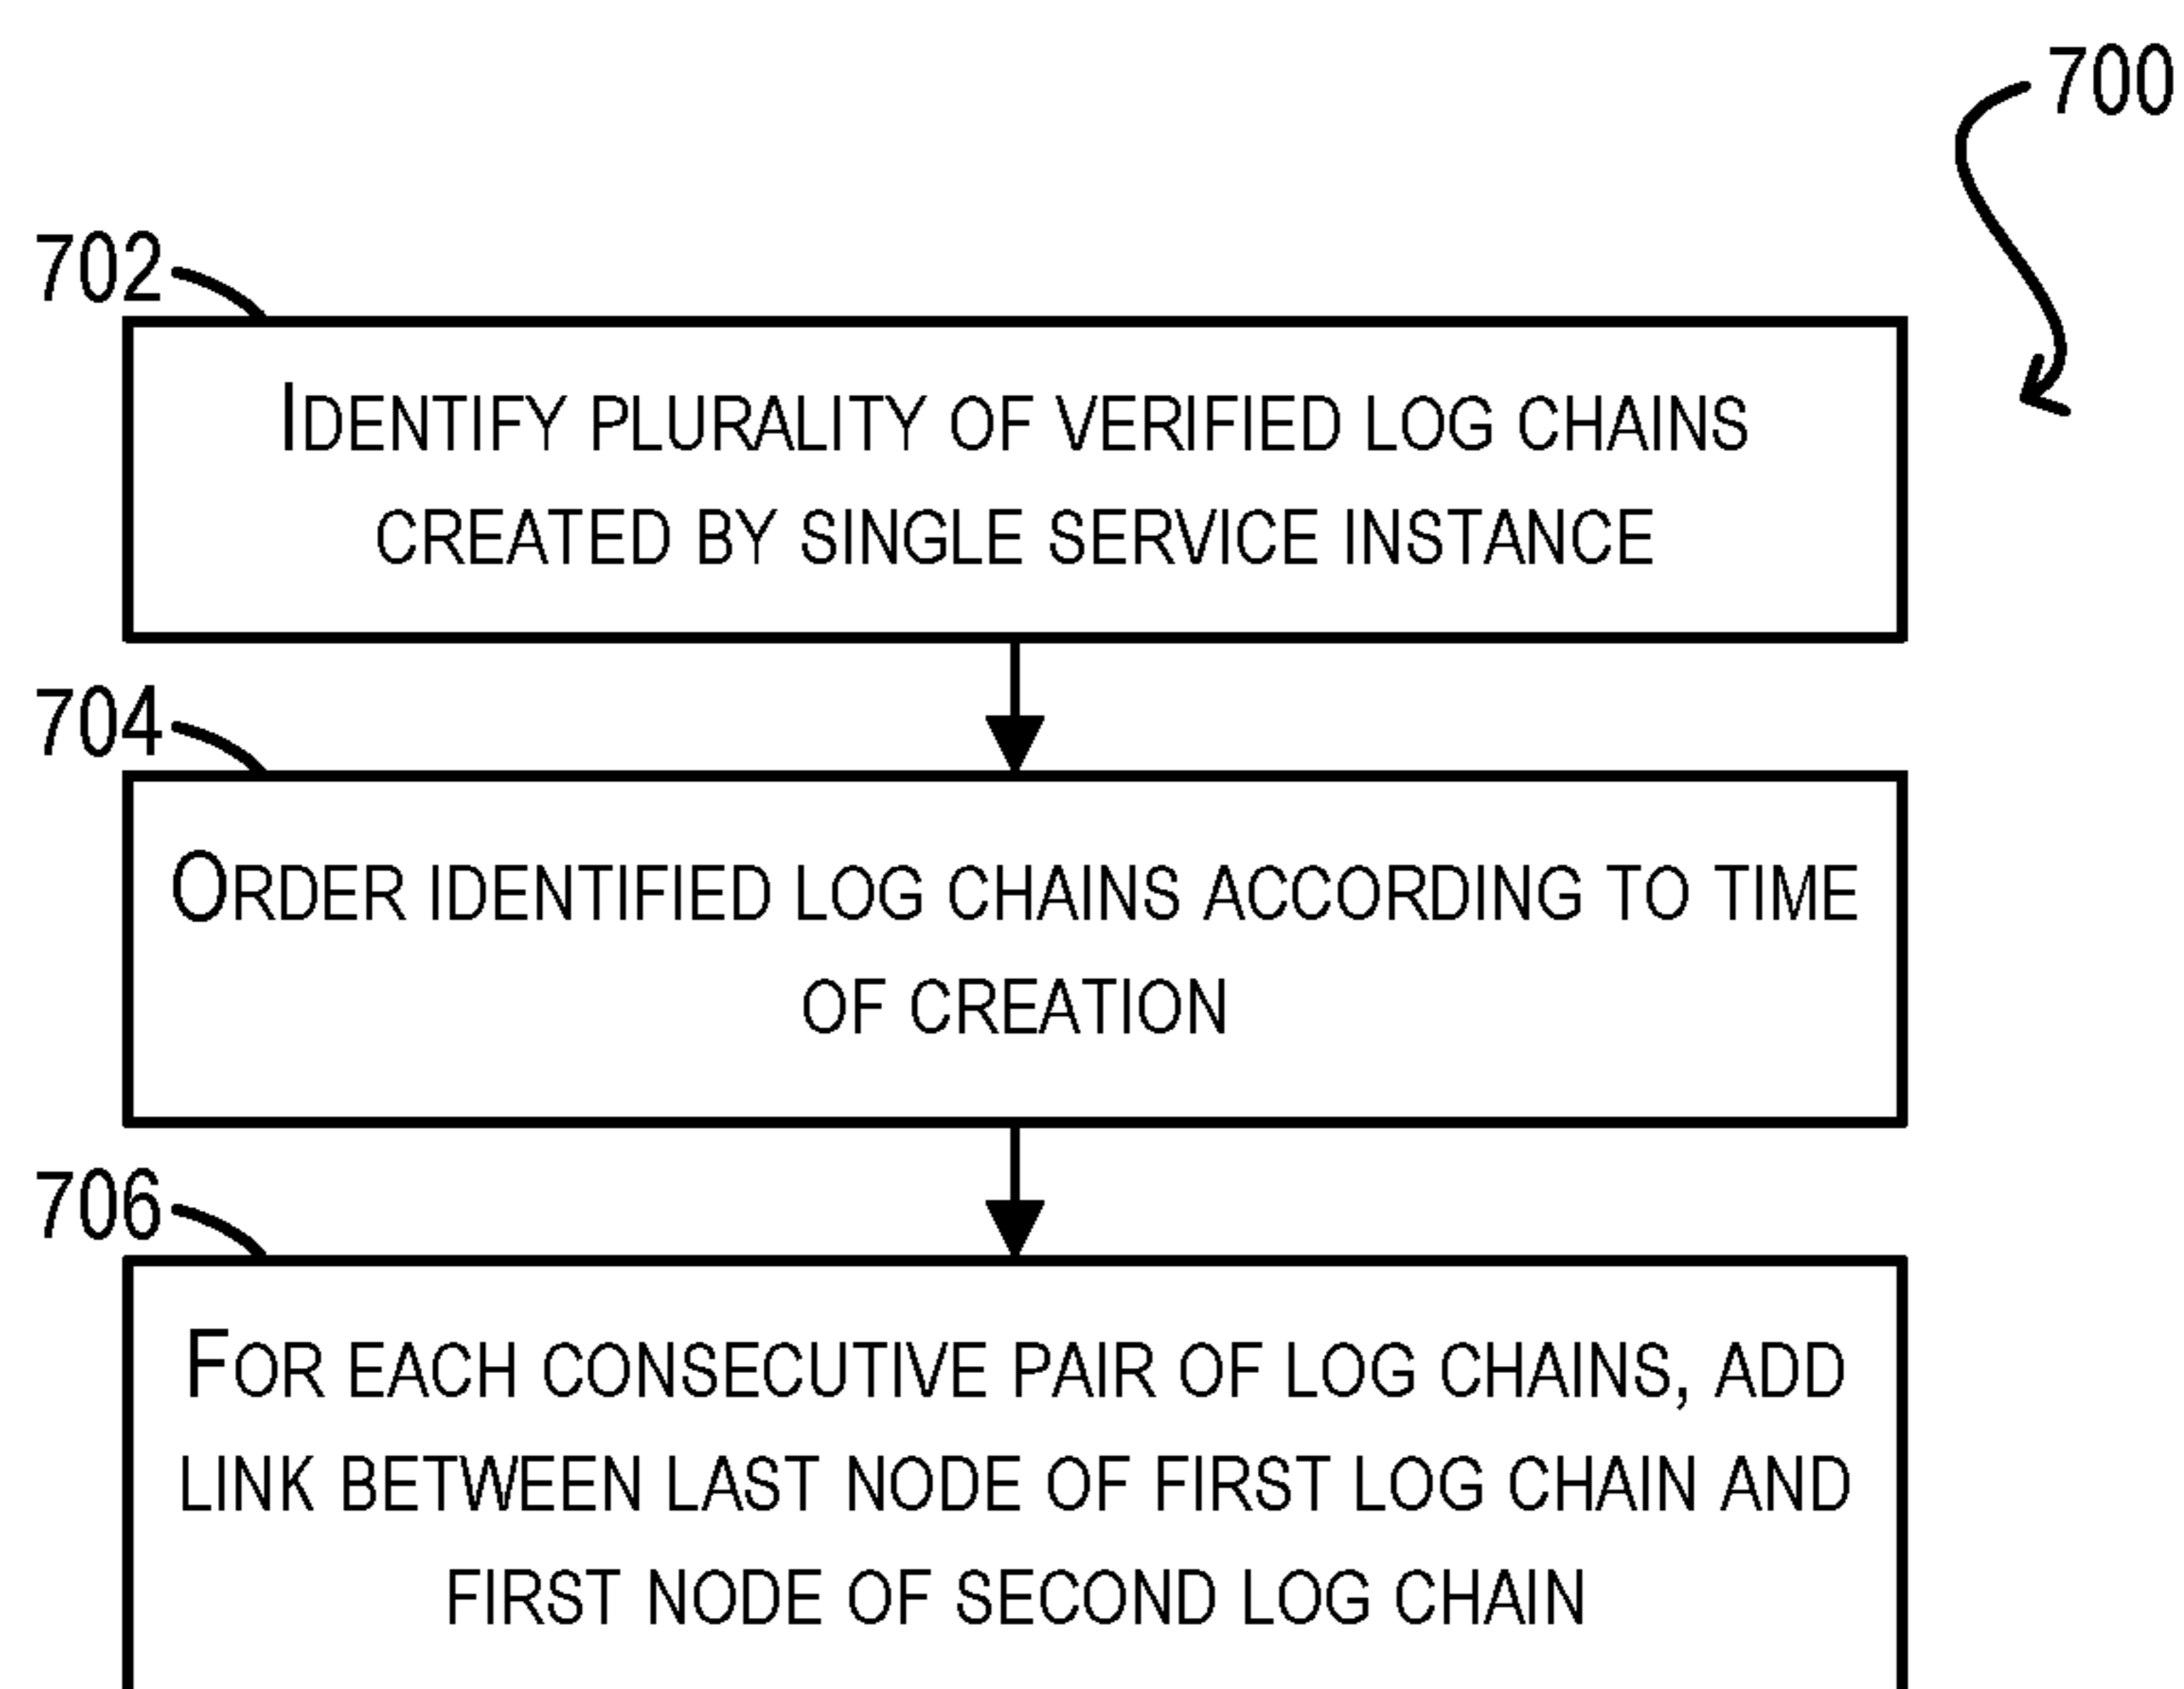 700
702
IDENTIFY PLURALITY OF VERIFIED LOG CHAINS
CREATED BY SINGLE SERVICE INSTANCE
704
ORDER IDENTIFIED LOG CHAINS ACCORDING TO TIME
OF CREATION
706
FOR EACH CONSECUTIVE PAIR OF LOG CHAINS, ADD
LINK BETWEEN LAST NODE OF FIRST LOG CHAIN AND
FIRST NODE OF SECOND LOG CHAIN